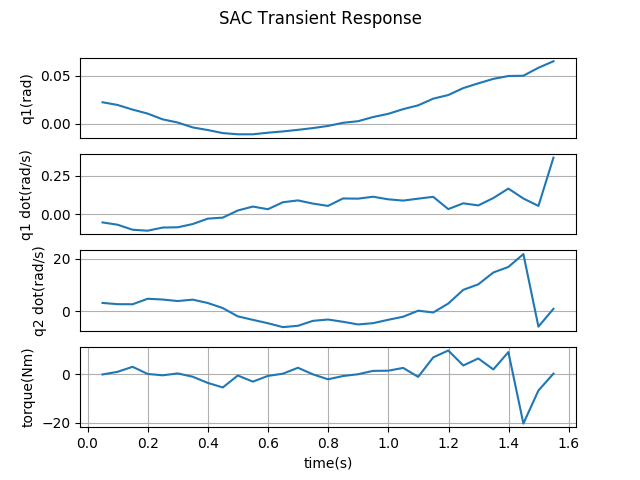 SAC Transient Response
0.05
0.00
q1(rad)
0.25
0.00
q1 dot(rad/s)
20
0
q2 dot(rad/s)
0
−20
torque(Nm)
0.0 0.2 0.4 0.6 0.8 1.0 1.2 1.4 1.6
time(s)